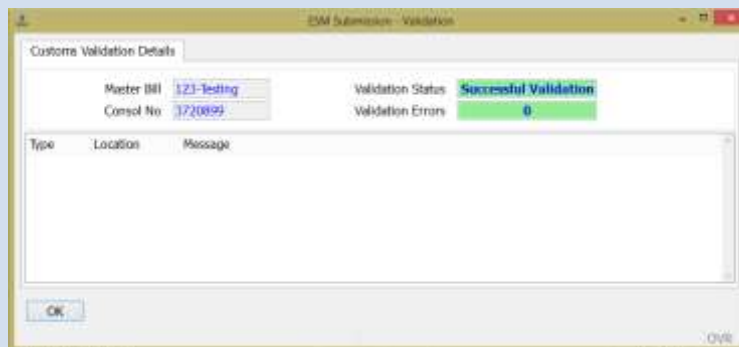 ESM Submission - Validation
Customs Validation Details
Master Bill 123-Testing Validation Status Successful Validation
Consol No 3720899 Validation Errors 0
Type Location Message
OK
OVR